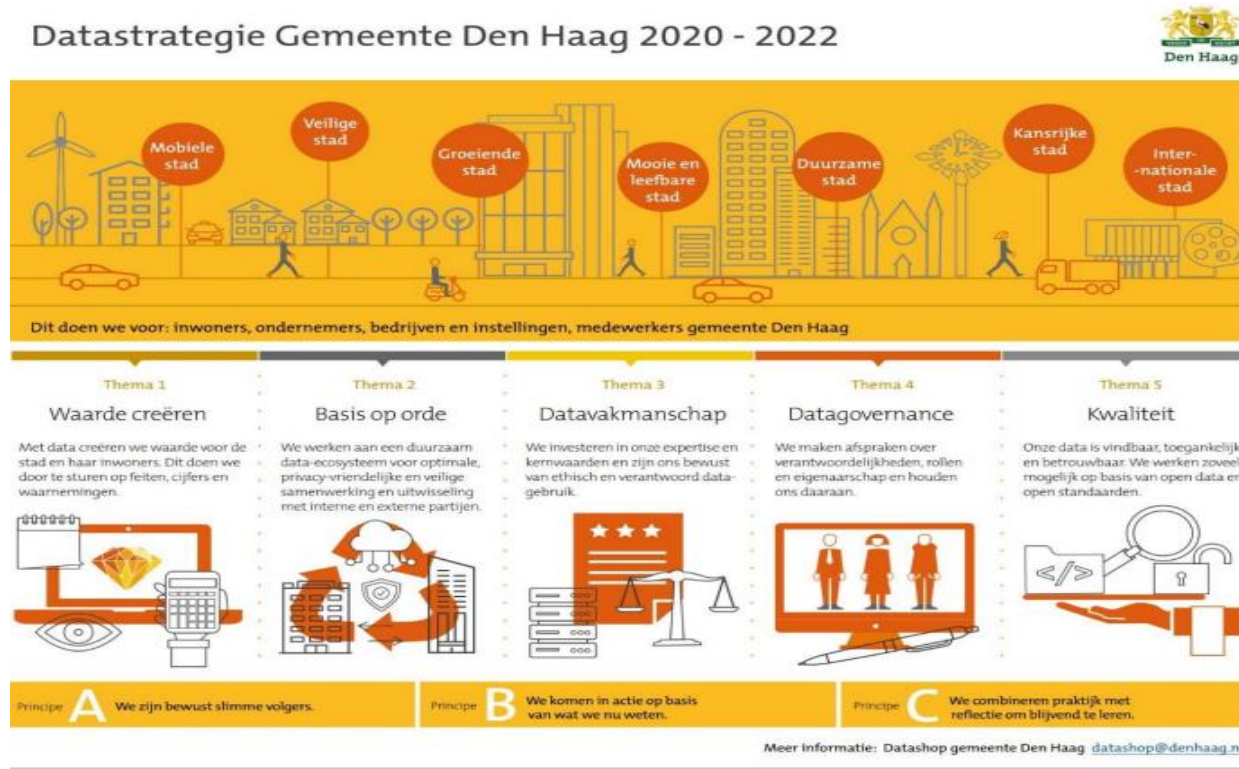 Datastrategie Gemeente Den Haag 2020 - 2022
Den Haag
Mobiele
stad
Veilige
stad
Groeiende
stad
Mooie en
leefbare
stad
Duurzame
stad
Kansrijke
stad
Inter-
-nationale
stad
Dit doen we voor: inwoners, ondernemers, bedrijven en instellingen, medewerkers gemeente Den Haag
Thema 1
Waarde creëren
Met data creëren we waarde voor de
stad en haar inwoners. Dit doen we
door te sturen op feiten, cijfers en
waarnemingen.
Thema 2
Basis op orde
We werken aan een duurzaam
data-ecosysteem voor optimale,
privacy-vriendelijke en veilige
samenwerking en uitwisseling
met interne en externe partijen.
Thema 3
Datavakmanschap
We investeren in onze expertise en
kernwaarden en zijn ons bewust
van ethisch en verantwoord data-
gebruik.
Thema 4
Datagovernance
We maken afspraken over
verantwoordelijkheden, rollen
en eigenaarschap en houden
ons daaraan.
Thema 5
Kwaliteit
Onze data is vindbaar, toegankelijk
en betrouwbaar. We werken zoveel
mogelijk op basis van open data en
open standaarden.
</>
Principe A We zijn bewust slimme volgers.
Principe B We komen in actie op basis
van wat we nu weten.
Principe C We combineren praktijk met
reflectie om blijvend te leren.
Meer informatie: Datashop gemeente Den Haag datashop@denhaag.n